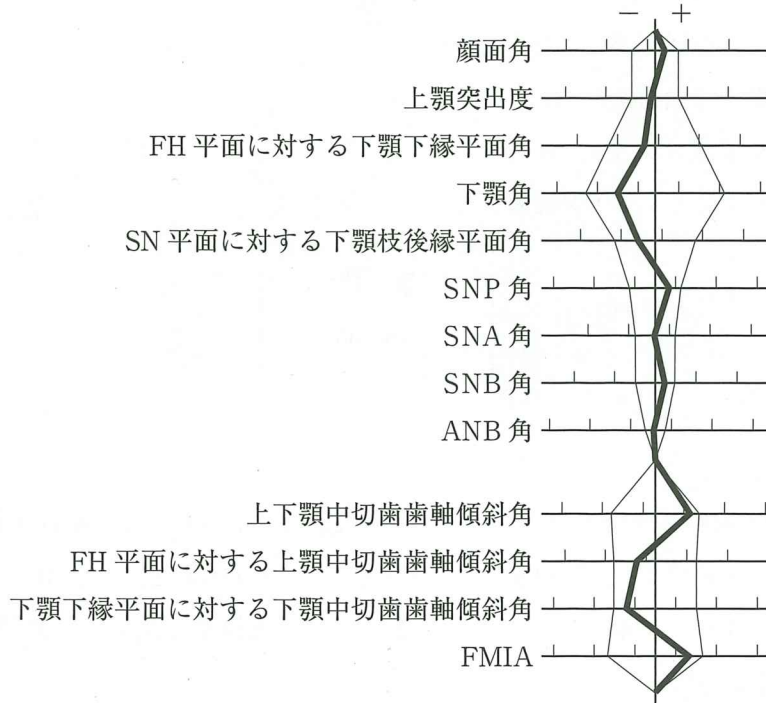 − +
顔面角
上顎突出度
FH 平面に対する下顎下縁平面角
下顎角
SN 平面に対する下顎枝後縁平面角
SNP 角
SNA 角
SNB 角
ANB 角
上下顎中切歯歯軸傾斜角
FH 平面に対する上顎中切歯歯軸傾斜角
下顎下縁平面に対する下顎中切歯歯軸傾斜角
FMIA